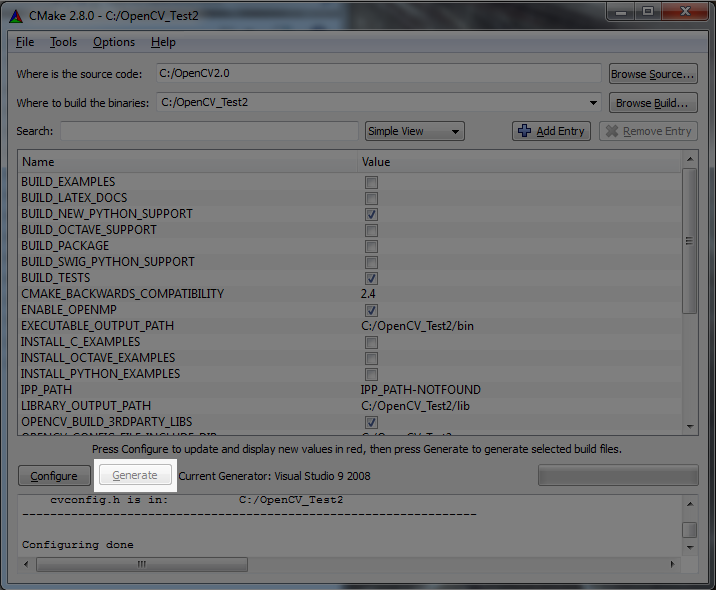 CMake 2.8.0 - C:/OpenCV_Test2
File Tools Options Help
Where is the source code: C:/OpenCV2.0 Browse Source...
Where to build the binaries: C:/OpenCV_Test2 Browse Build...
Search: Simple View Add Entry Remove Entry
Name Value
BUILD_EXAMPLES
BUILD_LATEX_DOCS
BUILD_NEW_PYTHON_SUPPORT
BUILD_OCTAVE_SUPPORT
BUILD_PACKAGE
BUILD_SWIG_PYTHON_SUPPORT
BUILD_TESTS
CMAKE_BACKWARDS_COMPATIBILITY 2.4
ENABLE_OPENMP
EXECUTABLE_OUTPUT_PATH C:/OpenCV_Test2/bin
INSTALL_C_EXAMPLES
INSTALL_OCTAVE_EXAMPLES
INSTALL_PYTHON_EXAMPLES
IPP_PATH IPP_PATH-NOTFOUND
LIBRARY_OUTPUT_PATH C:/OpenCV_Test2/lib
OPENCV_BUILD_3RDPARTY_LIBS
Press Configure to update and display new values in red, then press Generate to generate selected build files.
Configure Generate Current Generator: Visual Studio 9 2008
cvconfig.h is in: C:/OpenCV_Test2
-----------------------------------------------------------------
Configuring done